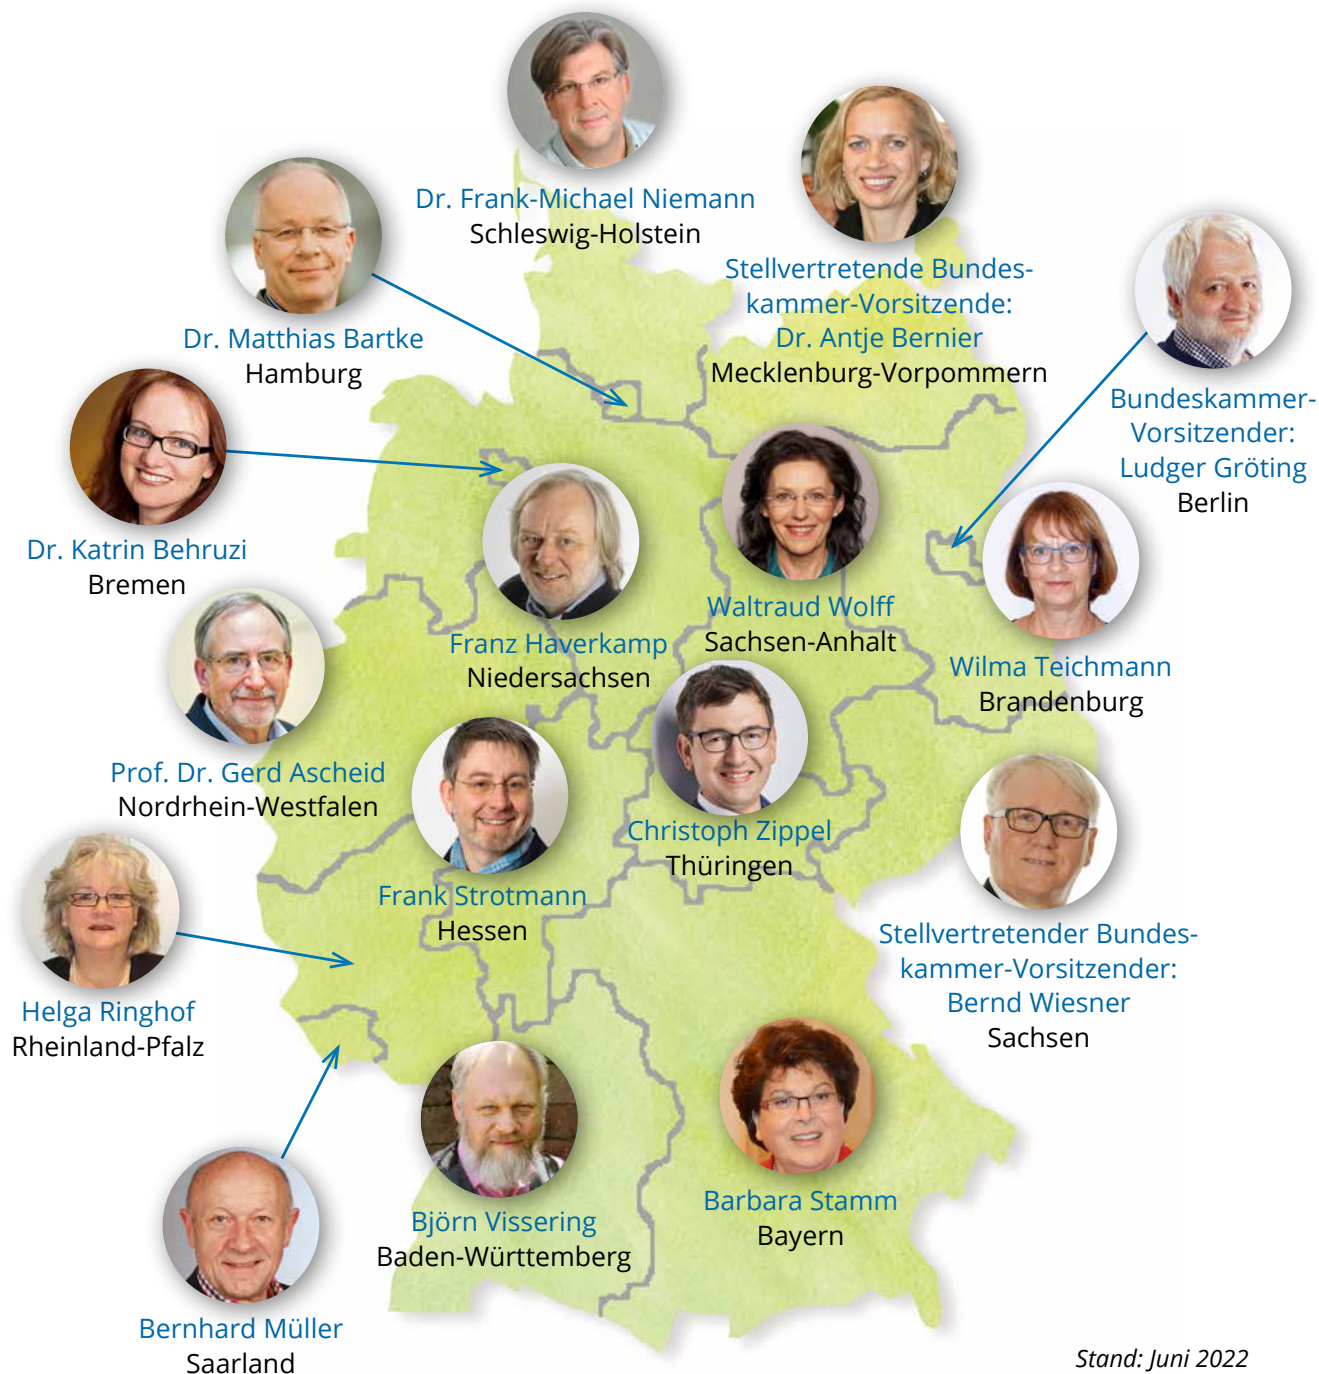 Dr. Frank-Michael Niemann
Schleswig-Holstein
Stellvertretende Bundes-
kammer-Vorsitzende:
Dr. Antje Bernier
Mecklenburg-Vorpommern
Dr. Matthias Bartke
Hamburg
Bundeskammer-
Vorsitzender:
Ludger Gröting
Berlin
Dr. Katrin Behruzi
Bremen
Franz Haverkamp
Niedersachsen
Waltraud Wolff
Sachsen-Anhalt
Wilma Teichmann
Brandenburg
Prof. Dr. Gerd Ascheid
Nordrhein-Westfalen
Christoph Zippel
Thüringen
Frank Strotmann
Hessen
Stellvertretender Bundes-
kammer-Vorsitzender:
Bernd Wiesner
Sachsen
Helga Ringhof
Rheinland-Pfalz
Björn Vissering
Baden-Württemberg
Barbara Stamm
Bayern
Bernhard Müller
Saarland
Stand: Juni 2022